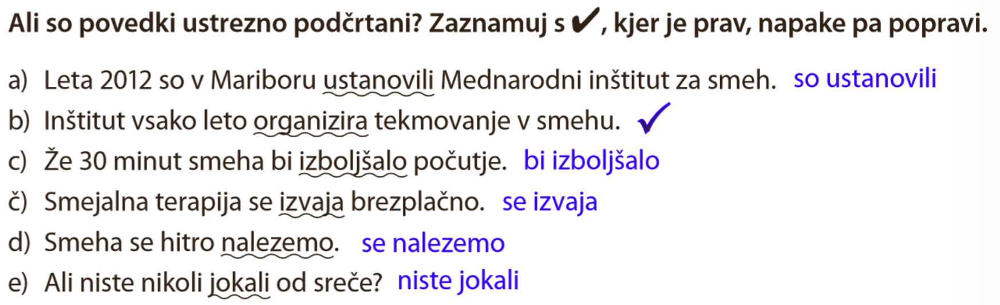 Ali so povedki ustrezno podčrtani? Zaznamuj s ✔, kjer je prav, napake pa popravi.
a) Leta 2012 so v Mariboru ustanovili Mednarodni inštitut za smeh. so ustanovili
b) Inštitut vsako leto organizira tekmovanje v smehu. ✓
c) Že 30 minut smeha bi izboljšalo počutje. bi izboljšalo
č) Smejalna terapija se izvaja brezplačno. se izvaja
d) Smeha se hitro nalezemo. se nalezemo
e) Ali niste nikoli jokali od sreče? niste jokali